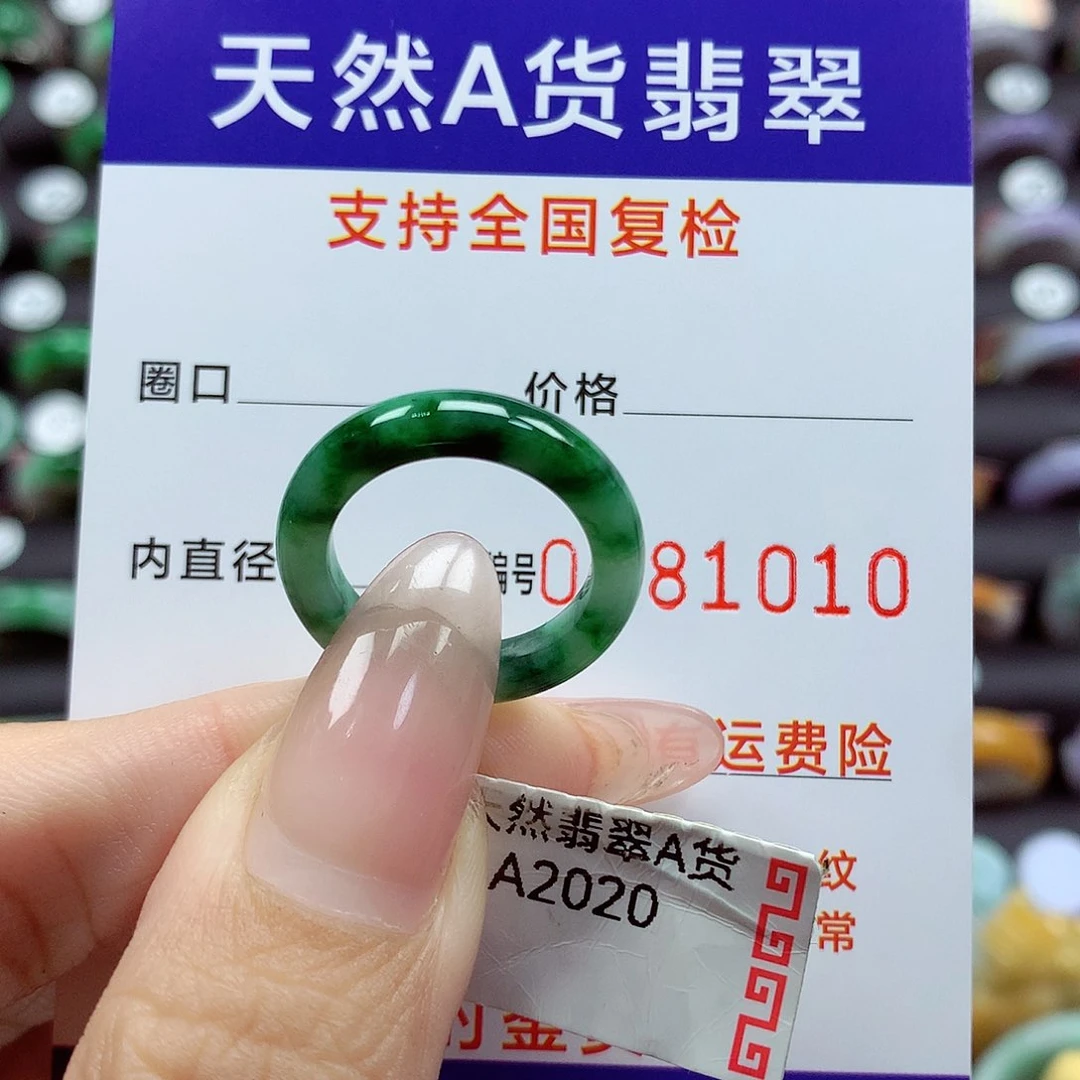 天然A货翡翠
支持全国复检
圈口 价格
内直径 编号0 81010
运费险
然翡翠A货
A2020
纹
常